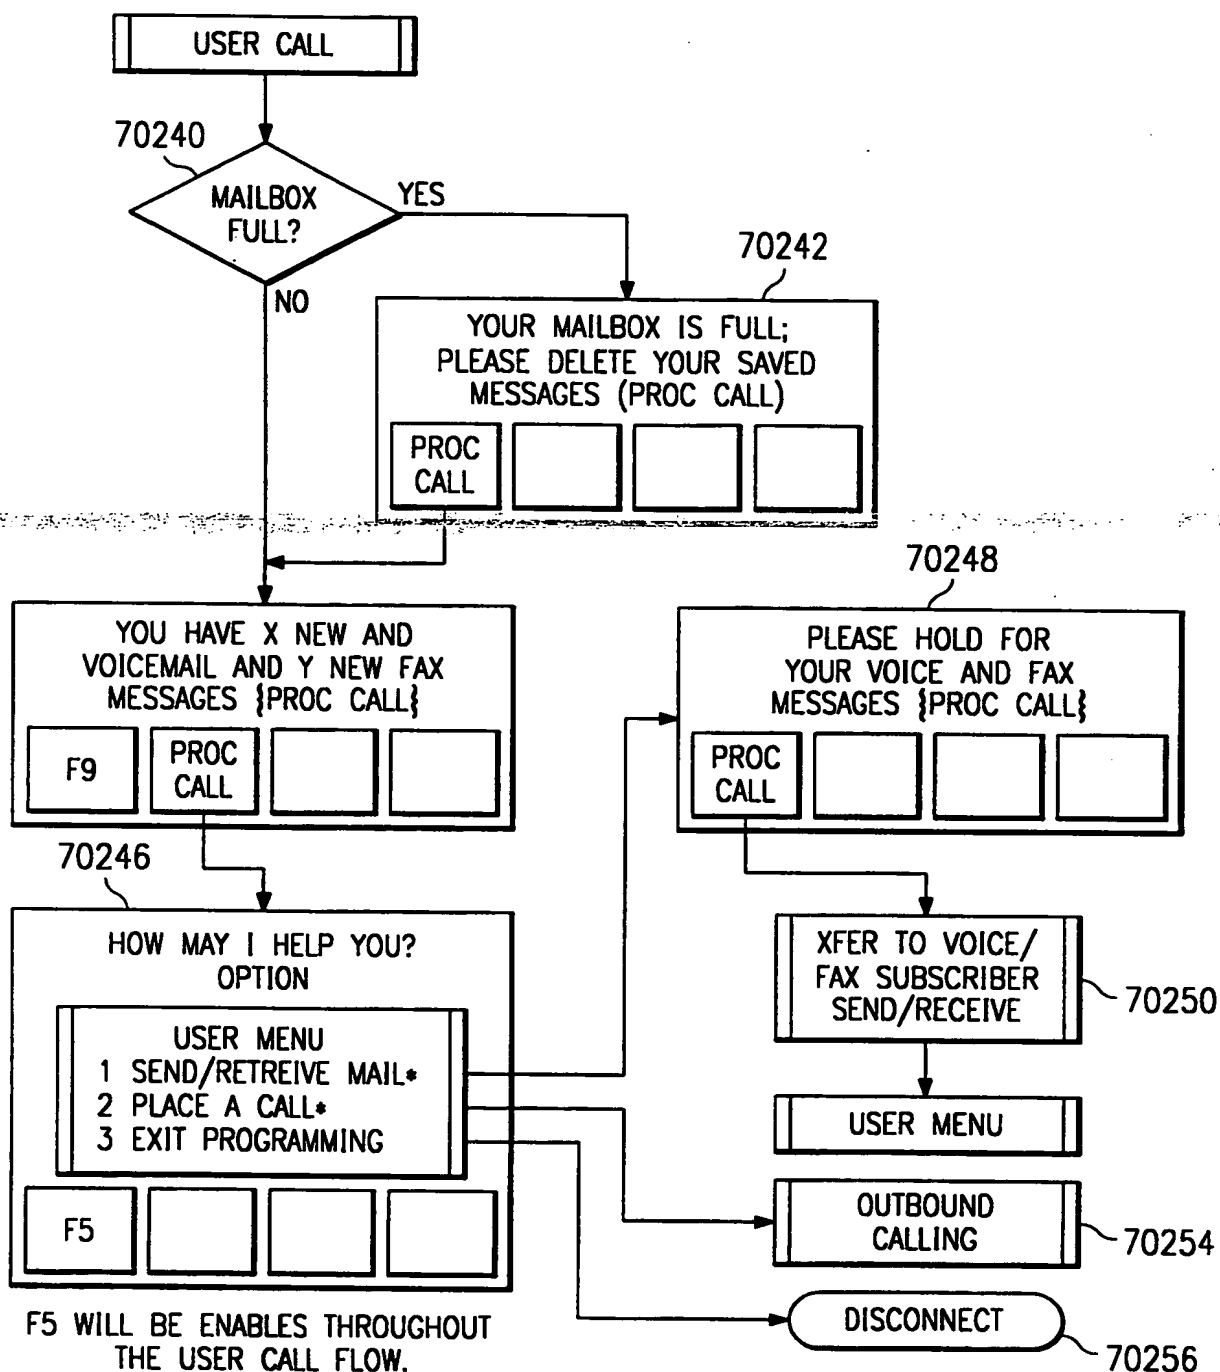 USER CALL
70240
MAILBOX
FULL?
YES
NO
70242
YOUR MAILBOX IS FULL;
PLEASE DELETE YOUR SAVED
MESSAGES (PROC CALL)
PROC
CALL
YOU HAVE X NEW AND
VOICEMAIL AND Y NEW FAX
MESSAGES {PROC CALL}
F9
PROC
CALL
70248
PLEASE HOLD FOR
YOUR VOICE AND FAX
MESSAGES {PROC CALL}
PROC
CALL
70246
HOW MAY I HELP YOU?
OPTION
USER MENU
1 SEND/RETREIVE MAIL*
2 PLACE A CALL*
3 EXIT PROGRAMMING
F5
XFER TO VOICE/
FAX SUBSCRIBER
SEND/RECEIVE
70250
USER MENU
OUTBOUND
CALLING
70254
DISCONNECT
70256
F5 WILL BE ENABLES THROUGHOUT
THE USER CALL FLOW.